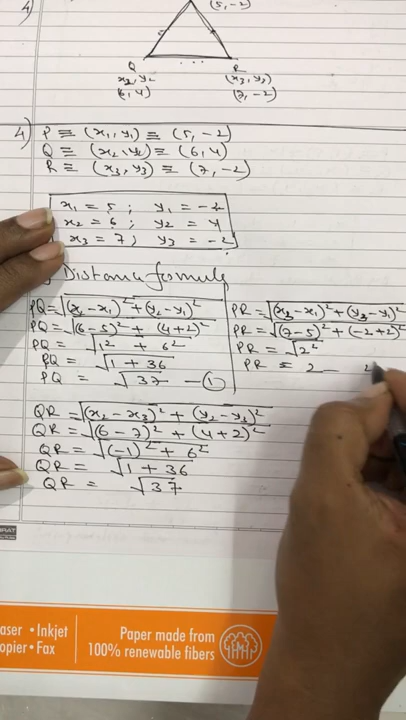 4)
(5,-2)
Q
R
x2, y2
(x3, y3)
(6,4)
(7,-2)
4) P ≡ (x1, y1) ≡ (5, -2)
Q ≡ (x2, y2) ≡ (6, 4)
R ≡ (x3, y3) ≡ (7, -2)
x1 = 5 ; y1 = -2
x2 = 6 ; y2 = 4
x3 = 7 ; y3 = -2
Distance formula
PQ = √(x2 - x1)² + (y2 - y1)²
PQ = √(6 - 5)² + (4 + 2)²
PQ = √1² + 6²
PQ = √1 + 36
PQ = √37 — ①
PR = √(x3 - x1)² + (y3 - y1)²
PR = √(7 - 5)² + (-2 + 2)²
PR = √2²
PR = 2 —
QR = √(x2 - x3)² + (y2 - y3)²
QR = √(6 - 7)² + (4 + 2)²
QR = √(-1)² + 6²
QR = √1 + 36
QR = √37
aser • Inkjet
opier • Fax
Paper made from
100% renewable fibers